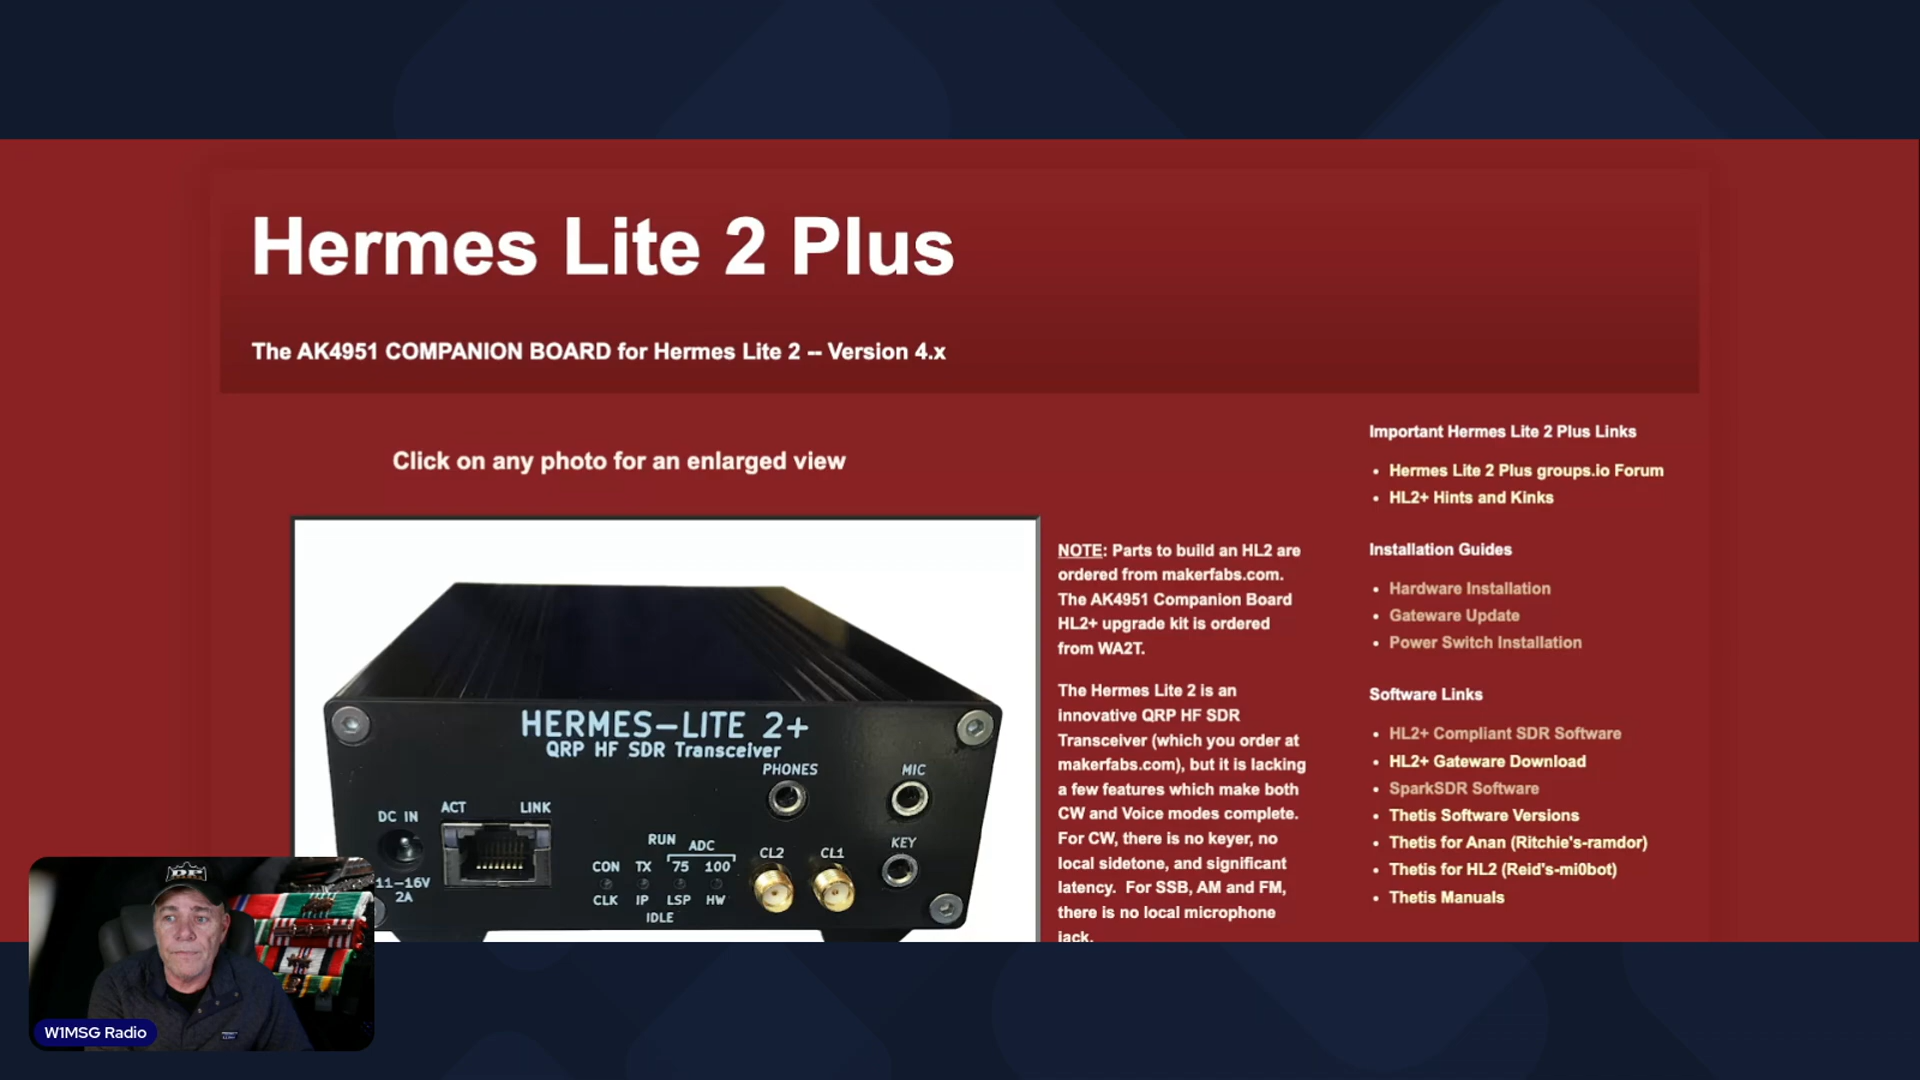 Hermes Lite 2 Plus
The AK4951 COMPANION BOARD for Hermes Lite 2 -- Version 4.x
Click on any photo for an enlarged view
HERMES-LITE 2+
QRP HF SDR Transceiver
PHONES
MIC
DC IN
ACT
LINK
KEY
RUN
ADC
CON
TX
75
100
CL2
CL1
11-16V
2A
CLK
IP
LSP
HW
IDLE
NOTE: Parts to build an HL2 are
ordered from makerfabs.com.
The AK4951 Companion Board
HL2+ upgrade kit is ordered
from WA2T.
The Hermes Lite 2 is an
innovative QRP HF SDR
Transceiver (which you order at
makerfabs.com), but it is lacking
a few features which make both
CW and Voice modes complete.
For CW, there is no keyer, no
local sidetone, and significant
latency. For SSB, AM and FM,
there is no local microphone
jack.
Important Hermes Lite 2 Plus Links
• Hermes Lite 2 Plus groups.io Forum
• HL2+ Hints and Kinks
Installation Guides
• Hardware Installation
• Gateware Update
• Power Switch Installation
Software Links
• HL2+ Compliant SDR Software
• HL2+ Gateware Download
• SparkSDR Software
• Thetis Software Versions
• Thetis for Anan (Ritchie's-ramdor)
• Thetis for HL2 (Reid's-mi0bot)
• Thetis Manuals
W1MSG Radio